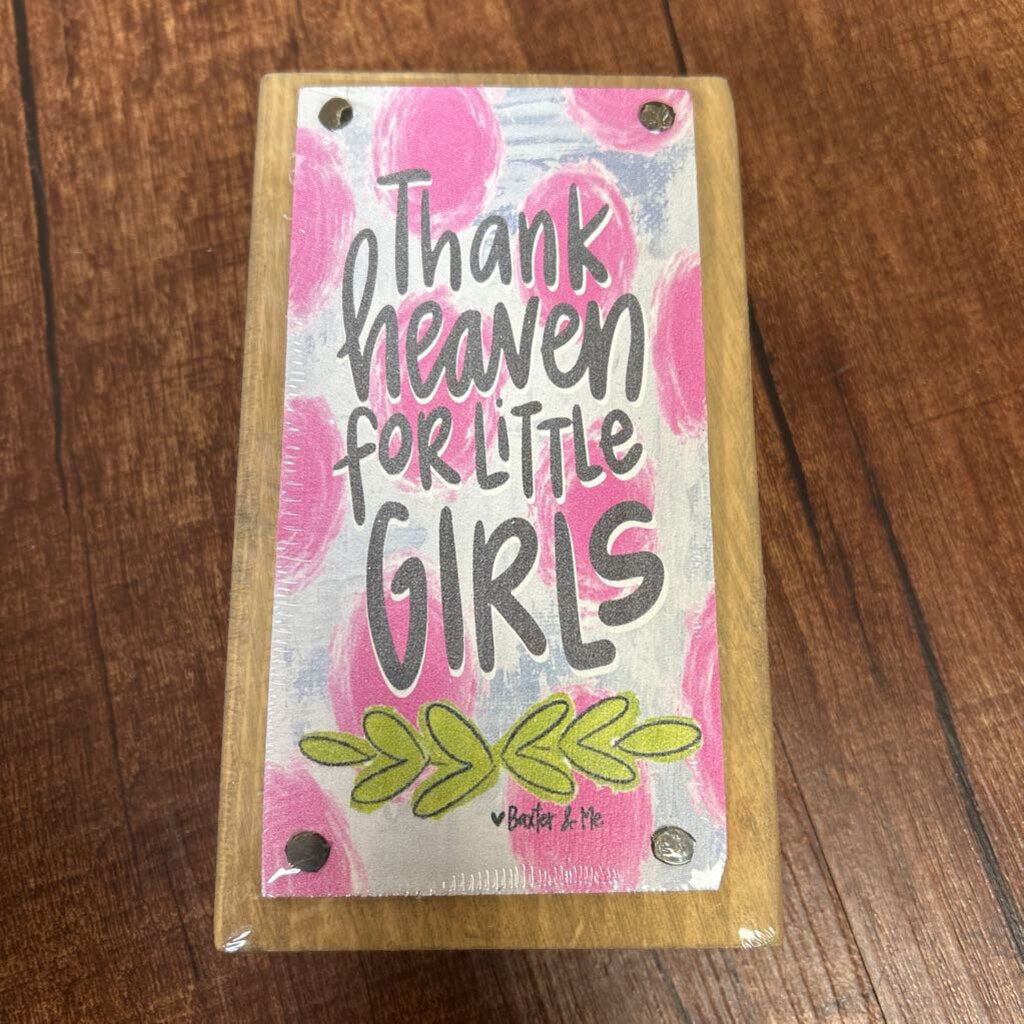 Thank
heaven
FOR LiTTLe
GIRLS
♥Baxter & Me